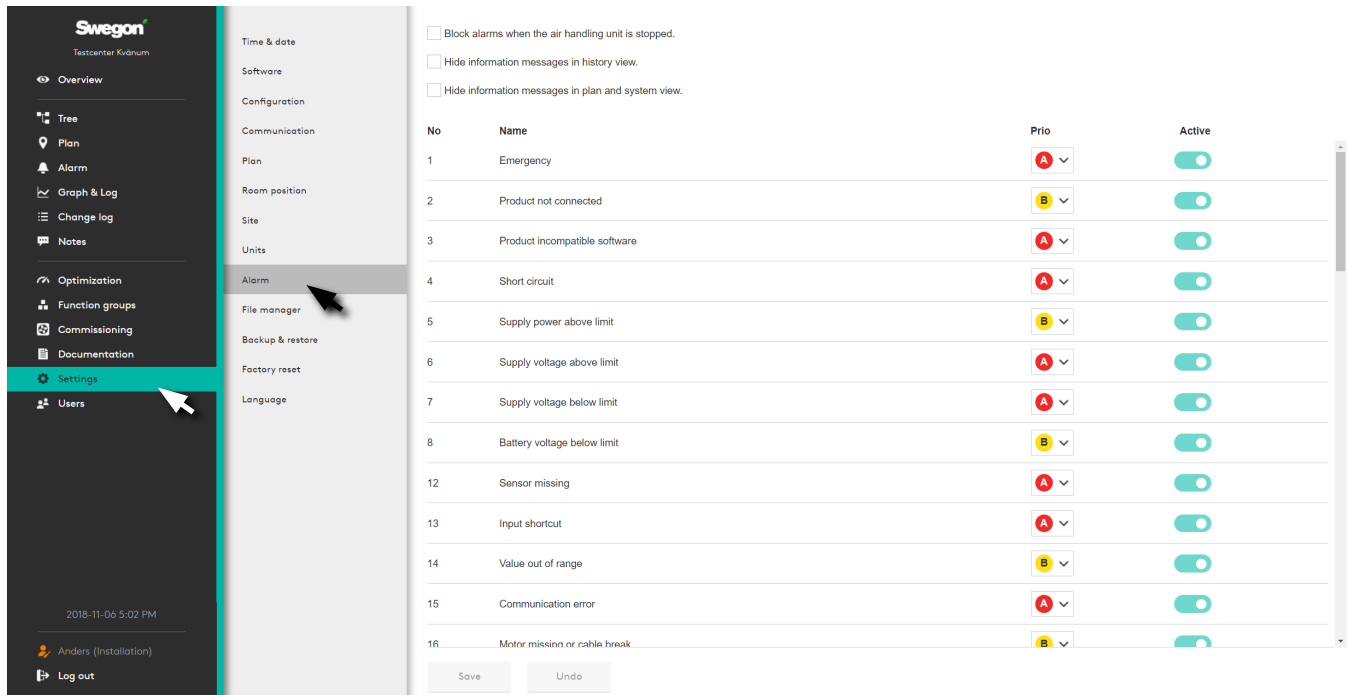 Swegon
Testcenter Kvänum
Overview
Tree
Plan
Alarm
Graph & Log
Change log
Notes
Optimization
Function groups
Commissioning
Documentation
Settings
Users
2018-11-06 5:02 PM
Anders (Installation)
Log out
Time & date
Software
Configuration
Communication
Plan
Room position
Site
Units
Alarm
File manager
Backup & restore
Factory reset
Language
Block alarms when the air handling unit is stopped.
Hide information messages in history view.
Hide information messages in plan and system view.
No Name Prio Active
1 Emergency A
2 Product not connected B
3 Product incompatible software A
4 Short circuit A
5 Supply power above limit B
6 Supply voltage above limit A
7 Supply voltage below limit A
8 Battery voltage below limit B
12 Sensor missing A
13 Input shortcut A
14 Value out of range B
15 Communication error A
16 Motor missing or cable break B
Save Undo